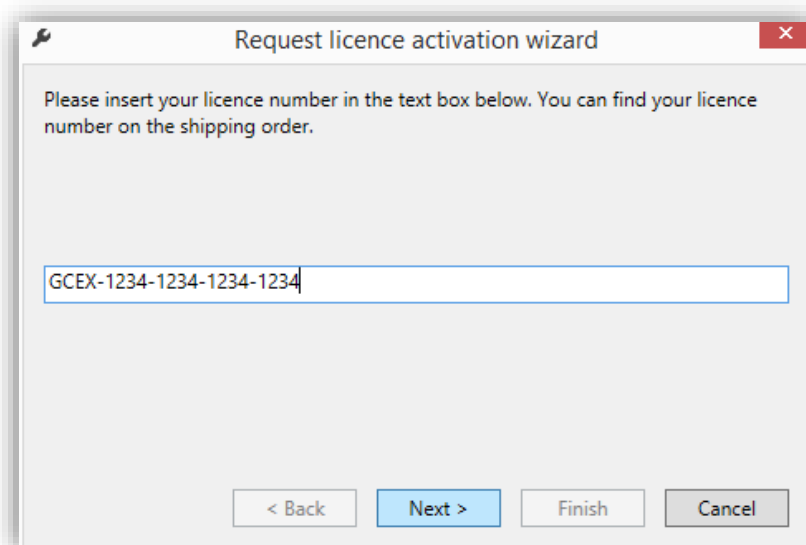 Request licence activation wizard
Please insert your licence number in the text box below. You can find your licence
number on the shipping order.
GCEX-1234-1234-1234-1234
< Back Next > Finish Cancel